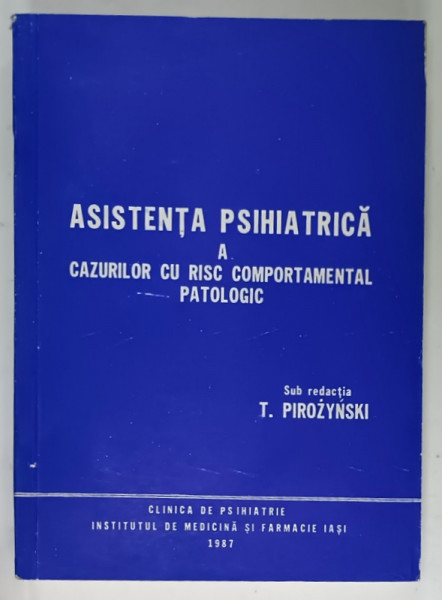 ASISTENȚA PSIHIATRICĂ
A
CAZURILOR CU RISC COMPORTAMENTAL
PATOLOGIC
Sub redacția
T. PIROŻYŃSKI
CLINICA DE PSIHIATRIE
INSTITUTUL DE MEDICINĂ ȘI FARMACIE IAȘI
1987